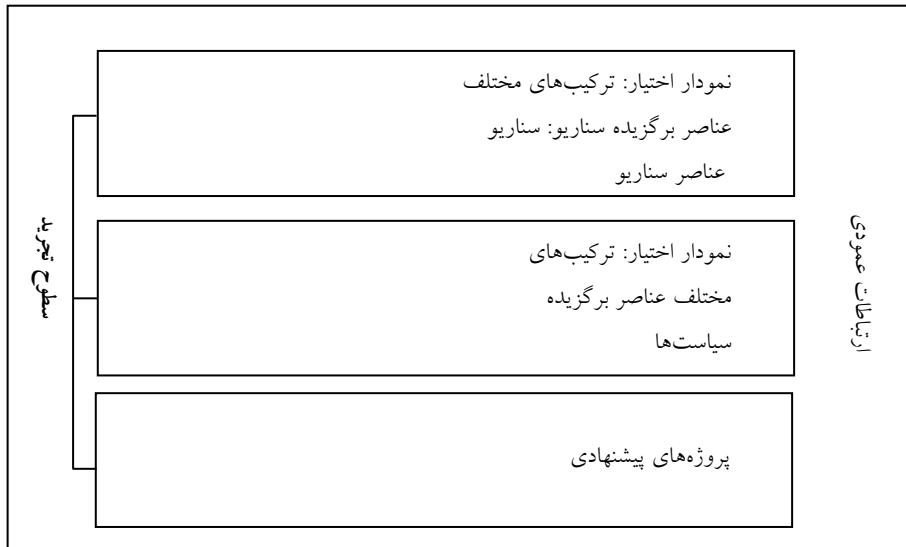 نمودار اختیار: ترکیب‌های مختلف
عناصر برگزیده سناریو: سناریو
عناصر سناریو
نمودار اختیار: ترکیب‌های
مختلف عناصر برگزیده
سیاست‌ها
پروژه‌های پیشنهادی
ارتباطات عمودی
سطوح تجرید